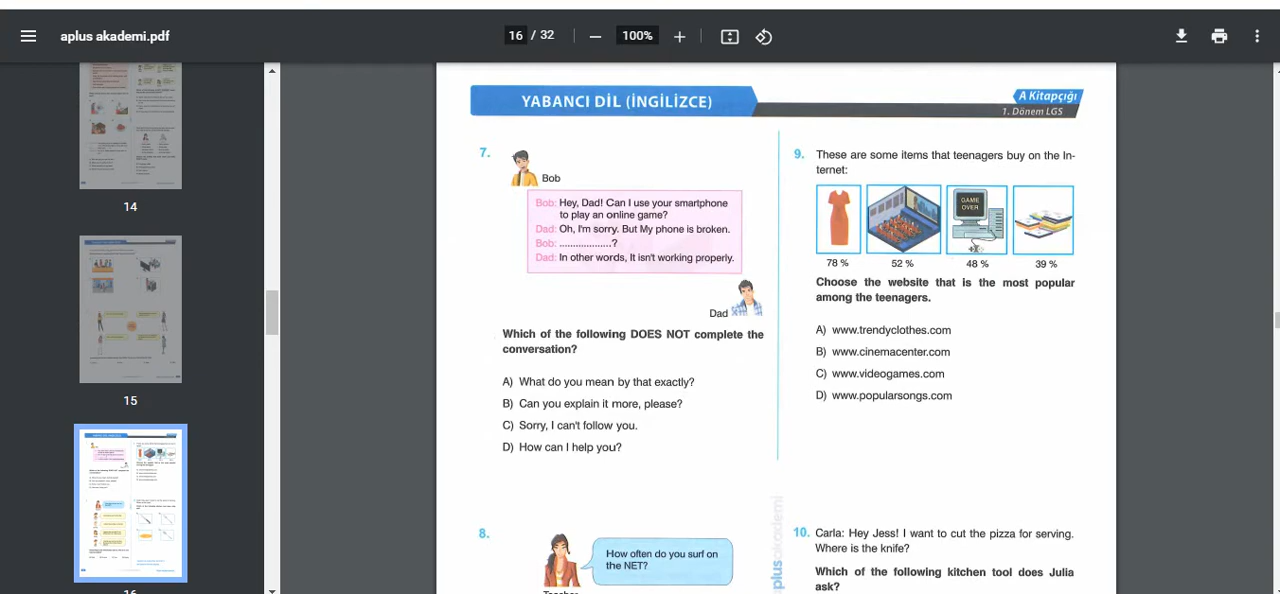 aplus akademi.pdf
16 / 32
100%
14
15
16
YABANCI DİL (İNGİLİZCE)
A Kitapçığı
1. Dönem LGS
7.
Bob
Bob: Hey, Dad! Can I use your smartphone
to play an online game?
Dad: Oh, I'm sorry. But My phone is broken.
Bob: ...................?
Dad: In other words, It isn't working properly.
Dad
Which of the following DOES NOT complete the
conversation?
A) What do you mean by that exactly?
B) Can you explain it more, please?
C) Sorry, I can't follow you.
D) How can I help you?
8.
How often do you surf on
the NET?
Teacher
aplusakademi
9. These are some items that teenagers buy on the In-
ternet:
GAME
OVER
78 %
52 %
48 %
39 %
Choose the website that is the most popular
among the teenagers.
A) www.trendyclothes.com
B) www.cinemacenter.com
C) www.videogames.com
D) www.popularsongs.com
10. Carla: Hey Jess! I want to cut the pizza for serving.
Where is the knife?
Which of the following kitchen tool does Julia
ask?